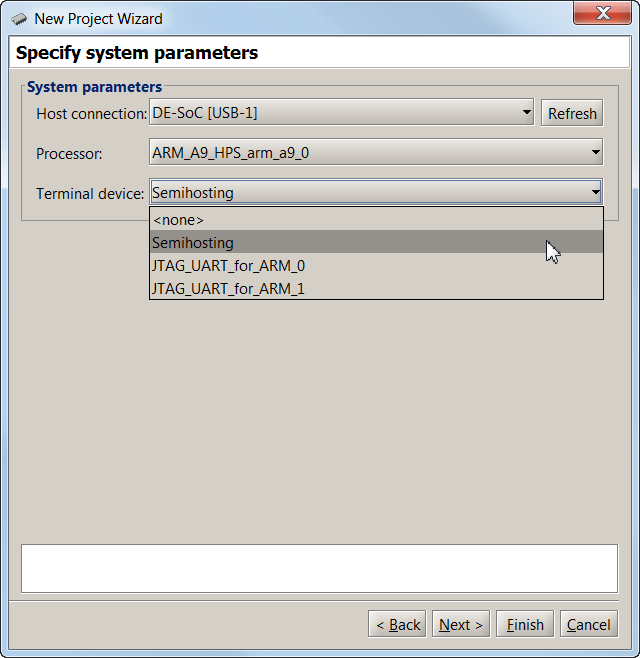 New Project Wizard
Specify system parameters
System parameters
Host connection: DE-SoC [USB-1] Refresh
Processor: ARM_A9_HPS_arm_a9_0
Terminal device: Semihosting
<none>
Semihosting
JTAG_UART_for_ARM_0
JTAG_UART_for_ARM_1
< Back Next > Finish Cancel